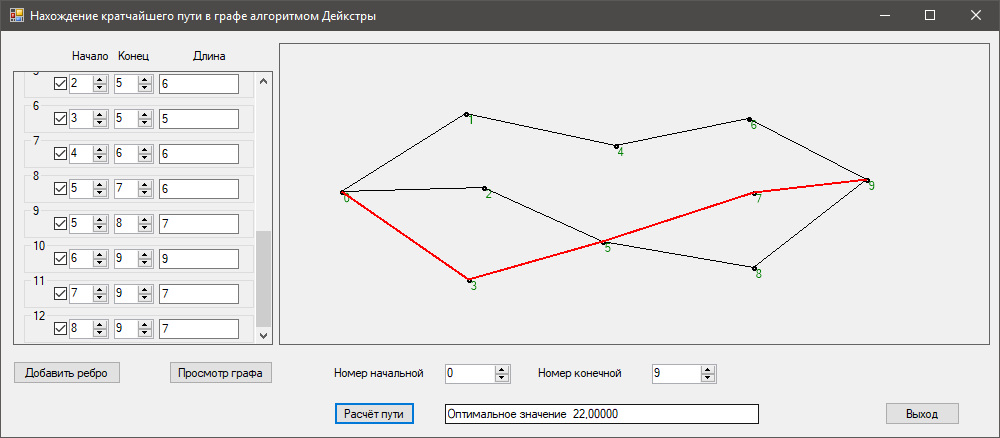 Нахождение кратчайшего пути в графе алгоритмом Дейкстры
Начало Конец Длина
2 5 6
6
3 5 5
7
4 6 6
8
5 7 6
9
5 8 7
10
6 9 9
11
7 9 7
12
8 9 7
1
6
4
0
2
9
7
5
3
8
Добавить ребро
Просмотр графа
Номер начальной 0
Номер конечной 9
Расчёт пути
Оптимальное значение 22,00000
Выход